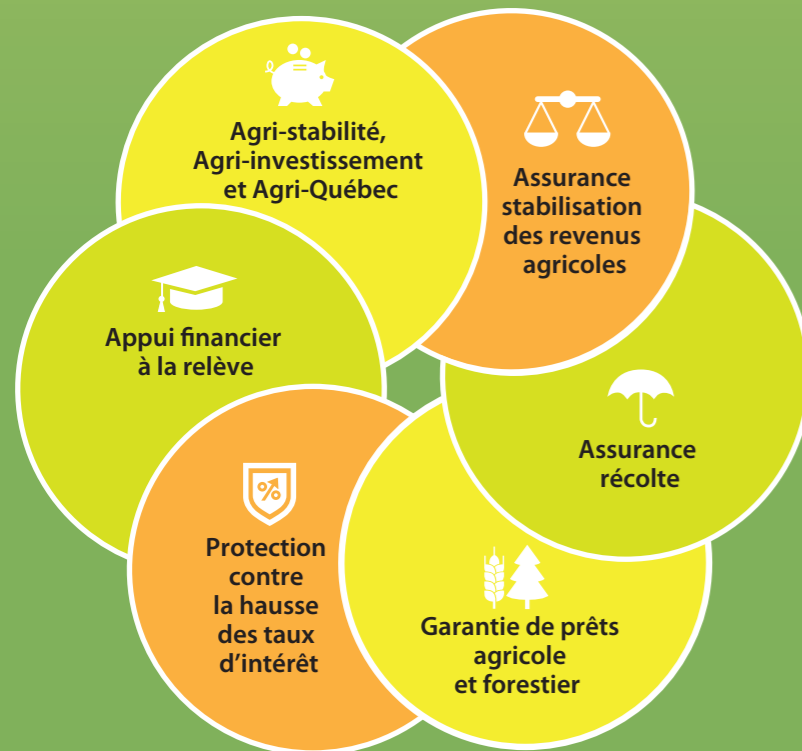 Agri-stabilité,
Agri-investissement
et Agri-Québec
Assurance
stabilisation
des revenus
agricoles
Appui financier
à la relève
Assurance
récolte
%
Protection
contre
la hausse
des taux
d’intérêt
Garantie de prêts
agricole
et forestier